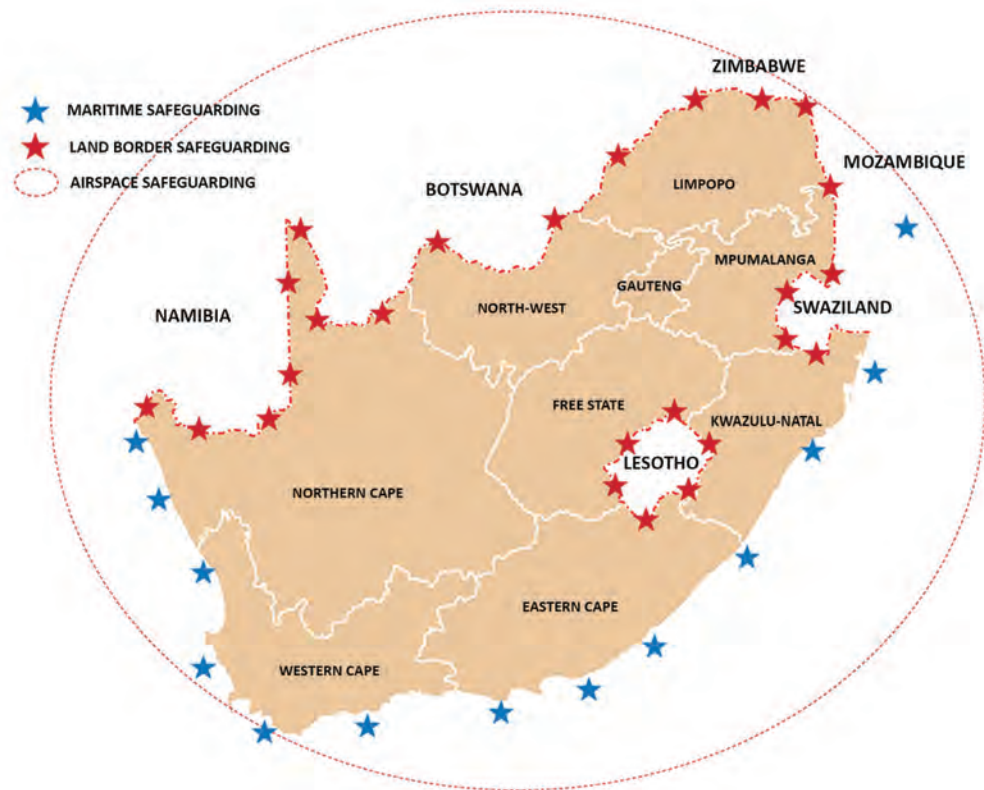 ZIMBABWE
MARITIME SAFEGUARDING
LAND BORDER SAFEGUARDING
MOZAMBIQUE
AIRSPACE SAFEGUARDING
BOTSWANA
LIMPOPO
MPUMALANGA
GAUTENG
NAMIBIA
NORTH-WEST
SWAZILAND
FREE STATE
KWAZULU-NATAL
LESOTHO
NORTHERN CAPE
EASTERN CAPE
WESTERN CAPE